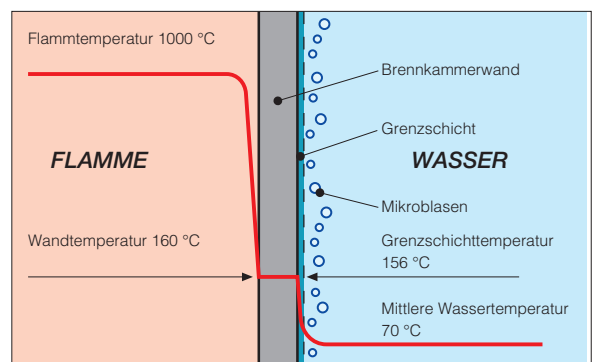 Flammtemperatur 1000 °C
Brennkammerwand
Grenzschicht
FLAMME
WASSER
Mikroblasen
Wandtemperatur 160 °C
Grenzschichttemperatur
156 °C
Mittlere Wassertemperatur
70 °C